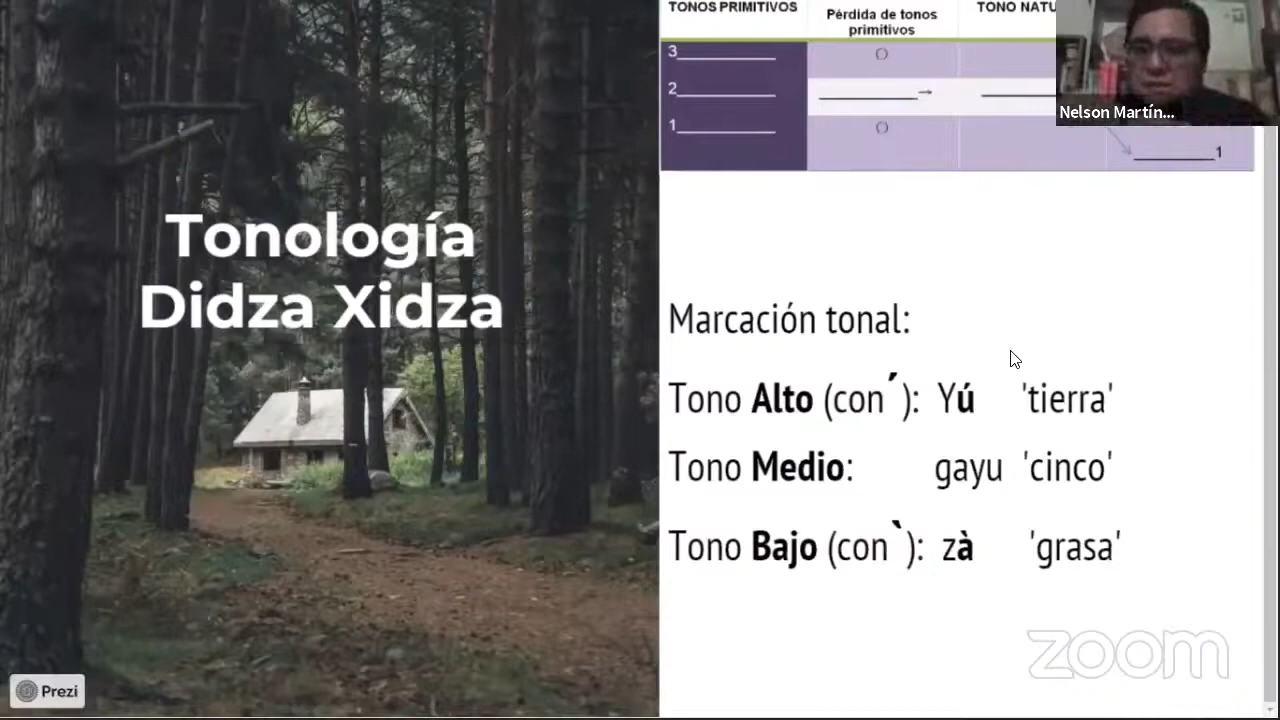 Tonología
Didza Xidza
Prezi
TONOS PRIMITIVOS
Pérdida de tonos
primitivos
TONO
3
2
1
1
Nelson Martín...
Marcación tonal:
Tono Alto (con ´): Yú 'tierra'
Tono Medio: gayu 'cinco'
Tono Bajo (con `): zà 'grasa'
zoom